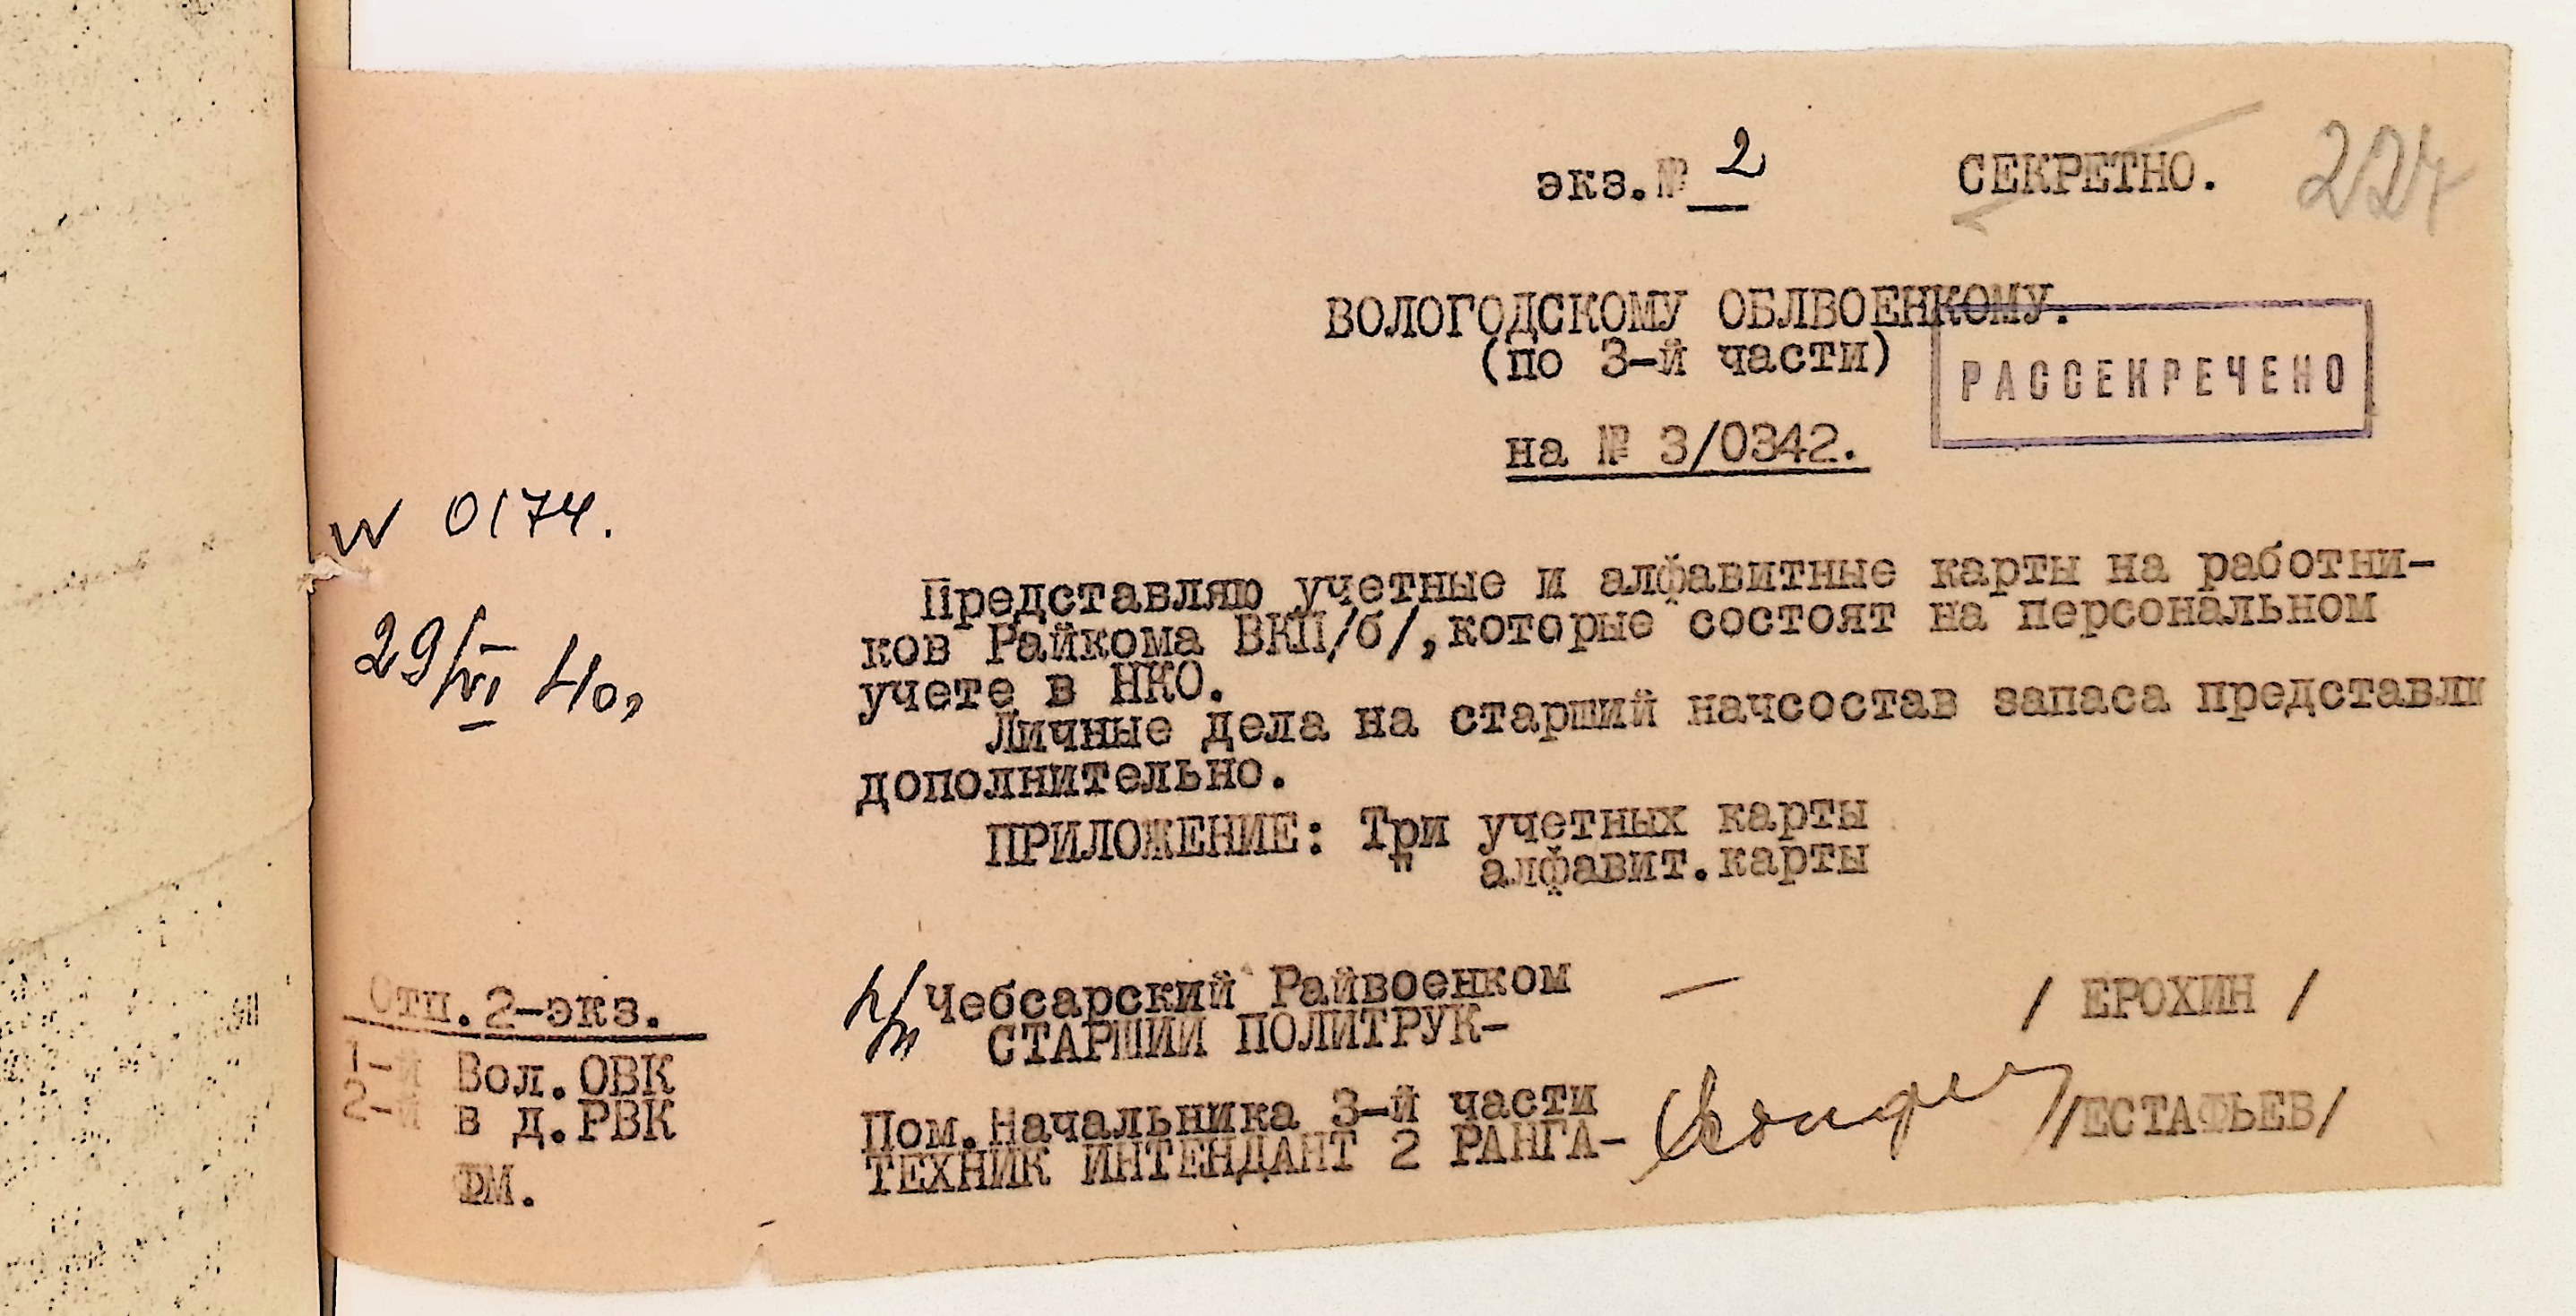 экз.№ 2 СЕКРЕТНО. 227
ВОЛОГОДСКОМУ ОБЛВОЕНКОМУ.
(по 3-й части)
РАССЕКРЕЧЕНО
на № 3/0342.
№ 0174.
29/VI 40,
Представляю учетные и алфавитные карты на работни-
ков Райкома ВКП/б/,которые состоят на персональном
учете в НКО.
Личные дела на старший начсостав запаса представлю
дополнительно.
ПРИЛОЖЕНИЕ: Три учетных карты
" алфавит.карты
п/п Чебсарский Райвоенком
СТАРШИЙ ПОЛИТРУК- — / ЕРОХИН /
Пом.Начальника 3-й части
ТЕХНИК ИНТЕНДАНТ 2 РАНГА- /ЕСТАФЬЕВ/
Отп.2-экз.
1-й Вол.ОВК
2-й в д.РВК
ФМ.